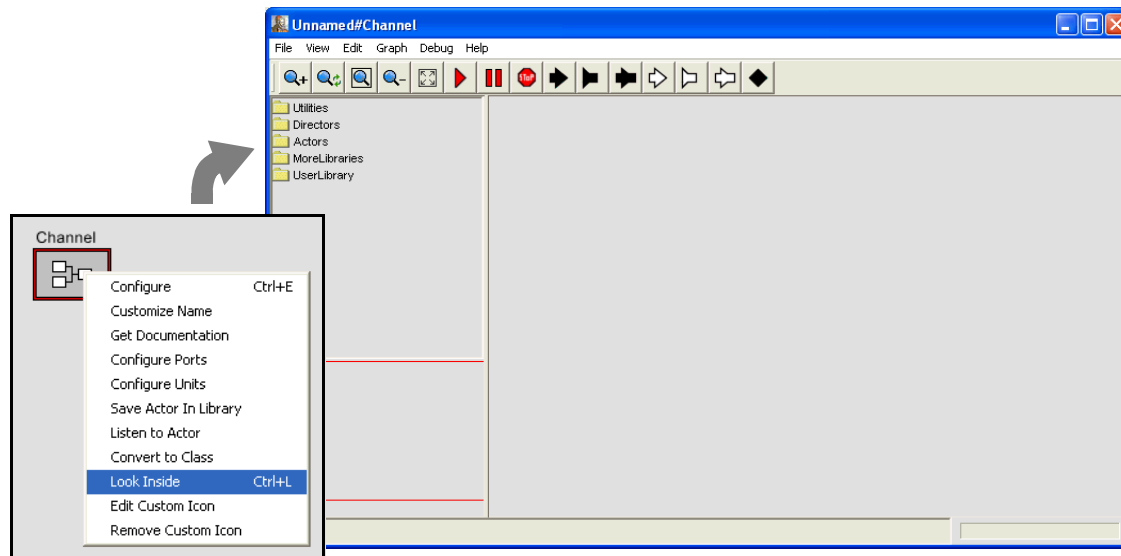 Unnamed#Channel
File View Edit Graph Debug Help
STOP
Utilities
Directors
Actors
MoreLibraries
UserLibrary
Channel
Configure Ctrl+E
Customize Name
Get Documentation
Configure Ports
Configure Units
Save Actor In Library
Listen to Actor
Convert to Class
Look Inside Ctrl+L
Edit Custom Icon
Remove Custom Icon